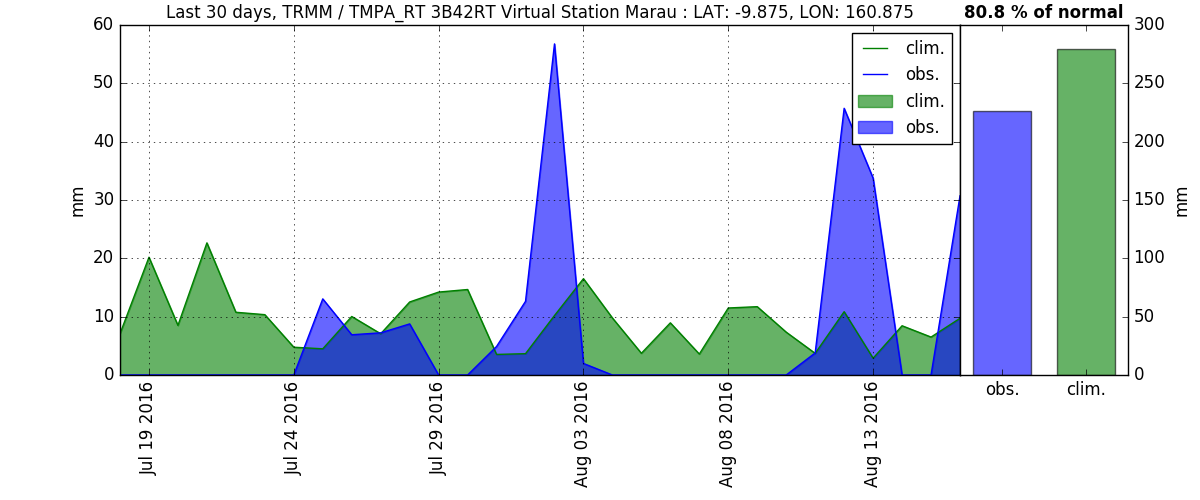 Last 30 days, TRMM / TMPA_RT 3B42RT Virtual Station Marau : LAT: -9.875, LON: 160.875
80.8 % of normal
60
50
40
30
20
10
0
mm
clim.
obs.
clim.
obs.
Jul 19 2016
Jul 24 2016
Jul 29 2016
Aug 03 2016
Aug 08 2016
Aug 13 2016
300
250
200
150
100
50
0
mm
obs.
clim.